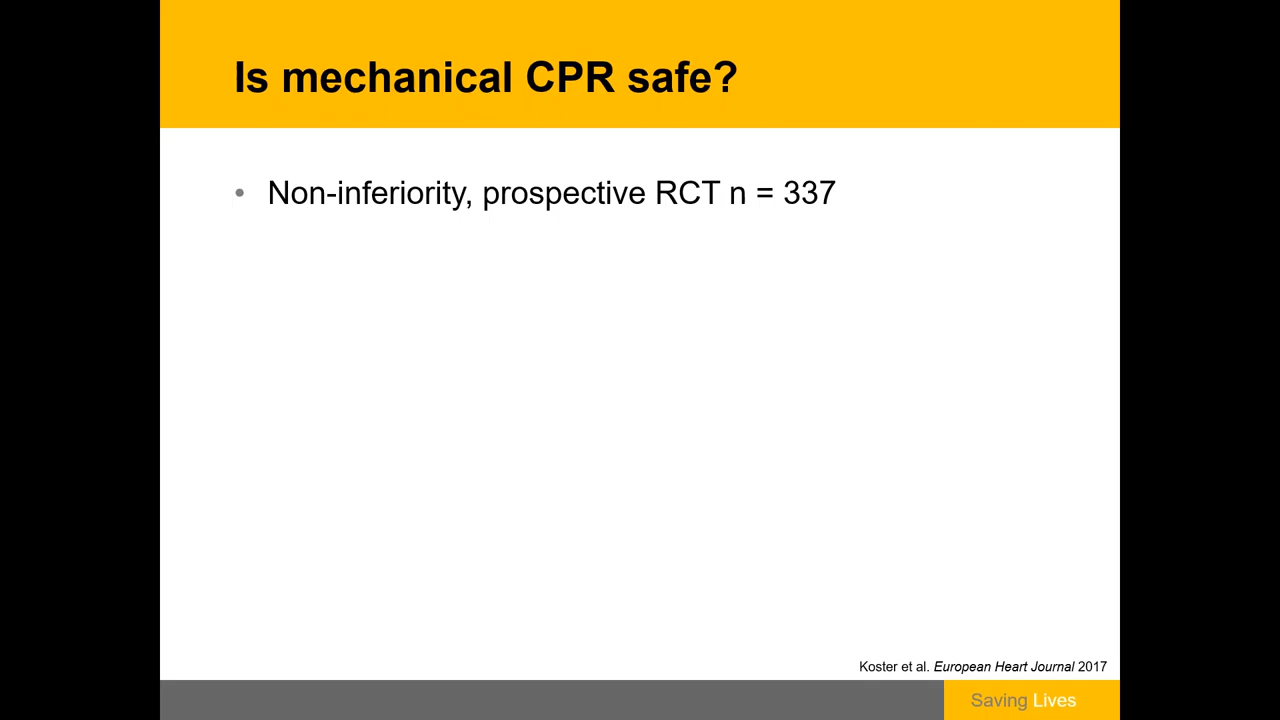 Is mechanical CPR safe?
• Non-inferiority, prospective RCT n = 337
Koster et al. European Heart Journal 2017
Saving Lives